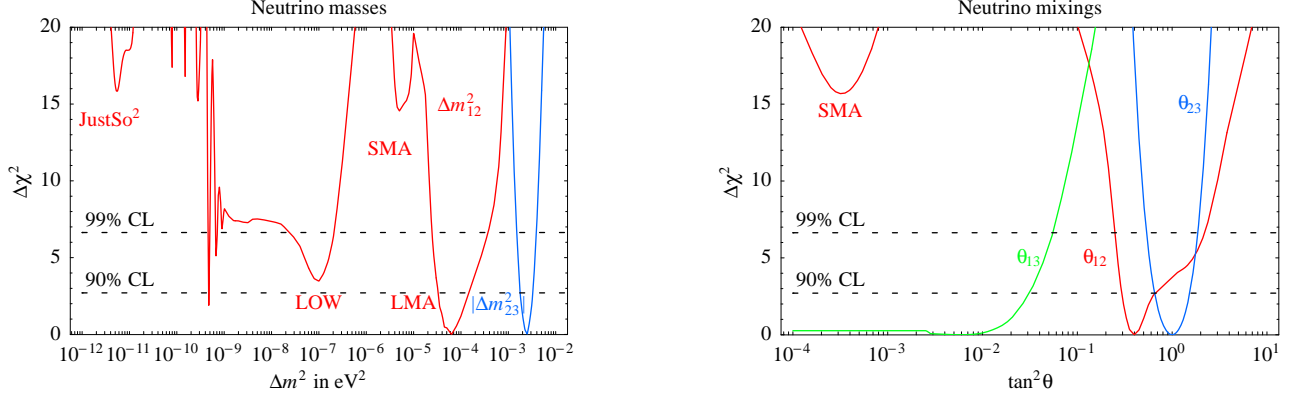 Neutrino masses
20
15
10
5
0
Δχ²
JustSo²
SMA
Δm²₁₂
99% CL
90% CL
LOW
LMA
|Δm²₂₃|
10⁻¹² 10⁻¹¹ 10⁻¹⁰ 10⁻⁹ 10⁻⁸ 10⁻⁷ 10⁻⁶ 10⁻⁵ 10⁻⁴ 10⁻³ 10⁻²
Δm² in eV²
Neutrino mixings
20
15
10
5
0
Δχ²
SMA
θ₂₃
99% CL
θ₁₃
θ₁₂
90% CL
10⁻⁴ 10⁻³ 10⁻² 10⁻¹ 10⁰ 10¹
tan²θ